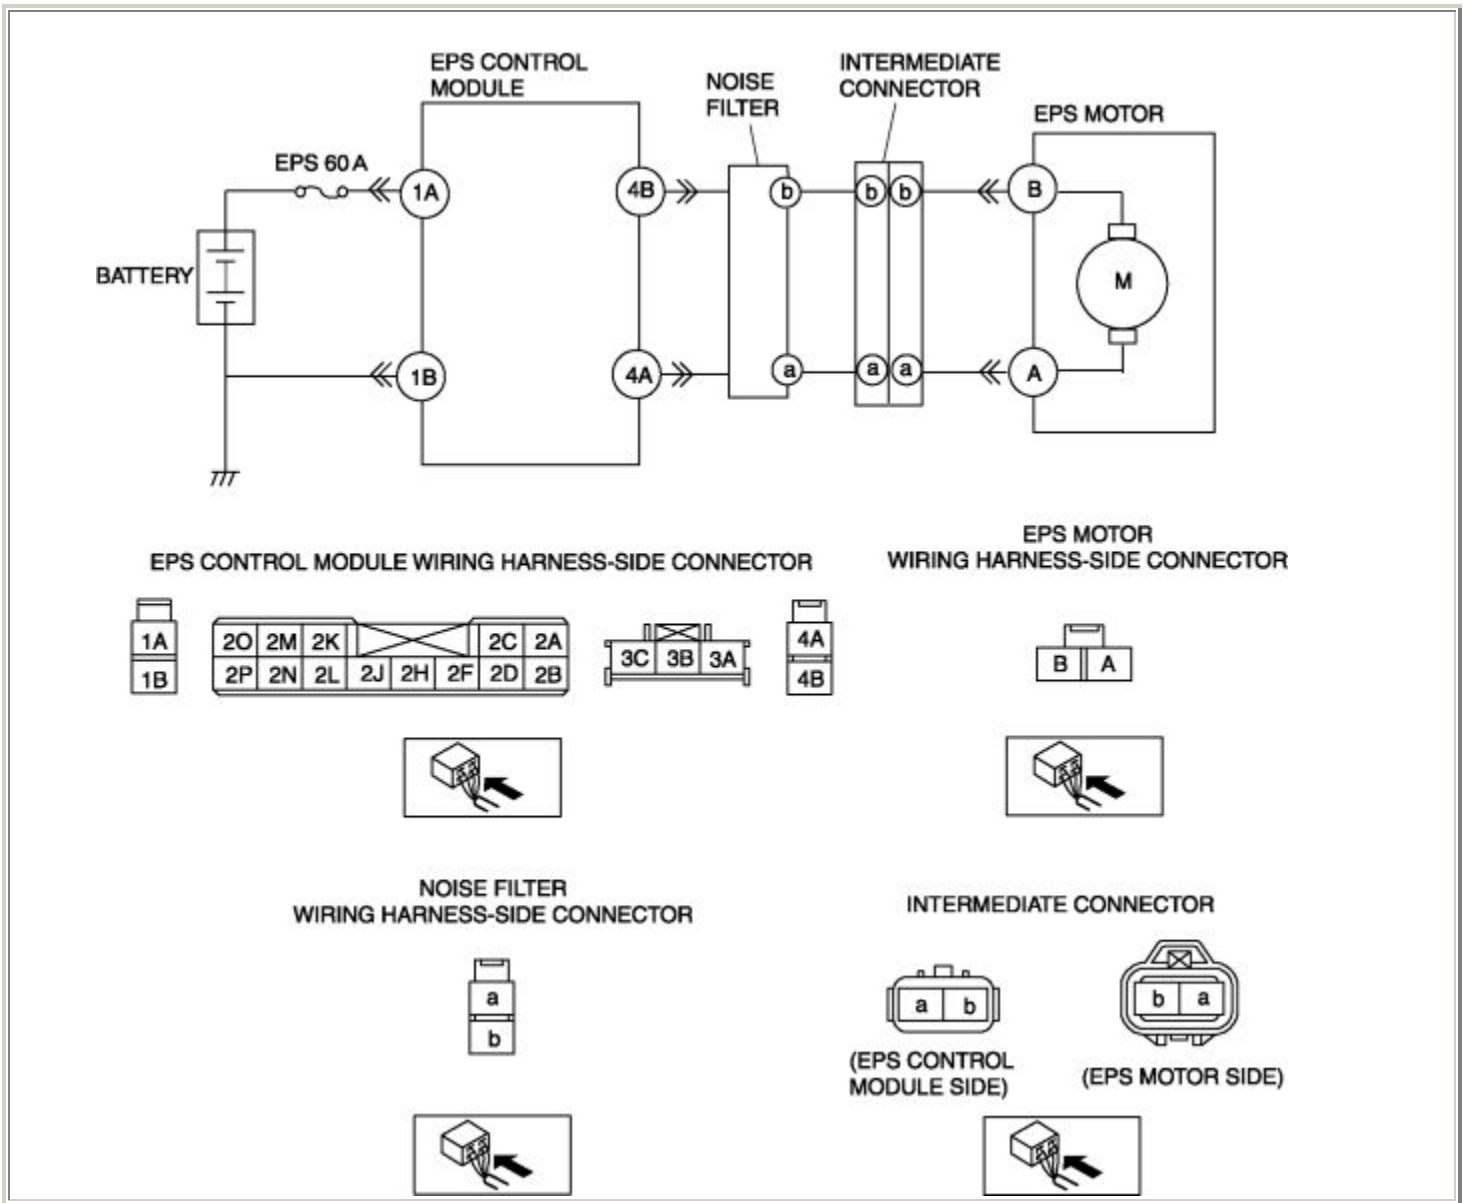 EPS CONTROL
MODULE
NOISE
FILTER
INTERMEDIATE
CONNECTOR
EPS MOTOR
EPS 60 A
1A
4B
b
b
b
B
BATTERY
M
1B
4A
a
a
a
A
EPS CONTROL MODULE WIRING HARNESS-SIDE CONNECTOR
EPS MOTOR
WIRING HARNESS-SIDE CONNECTOR
1A
1B
2O 2M 2K 2C 2A
2P 2N 2L 2J 2H 2F 2D 2B
3C 3B 3A
4A
4B
B A
NOISE FILTER
WIRING HARNESS-SIDE CONNECTOR
a
b
INTERMEDIATE CONNECTOR
a b
(EPS CONTROL
MODULE SIDE)
b a
(EPS MOTOR SIDE)